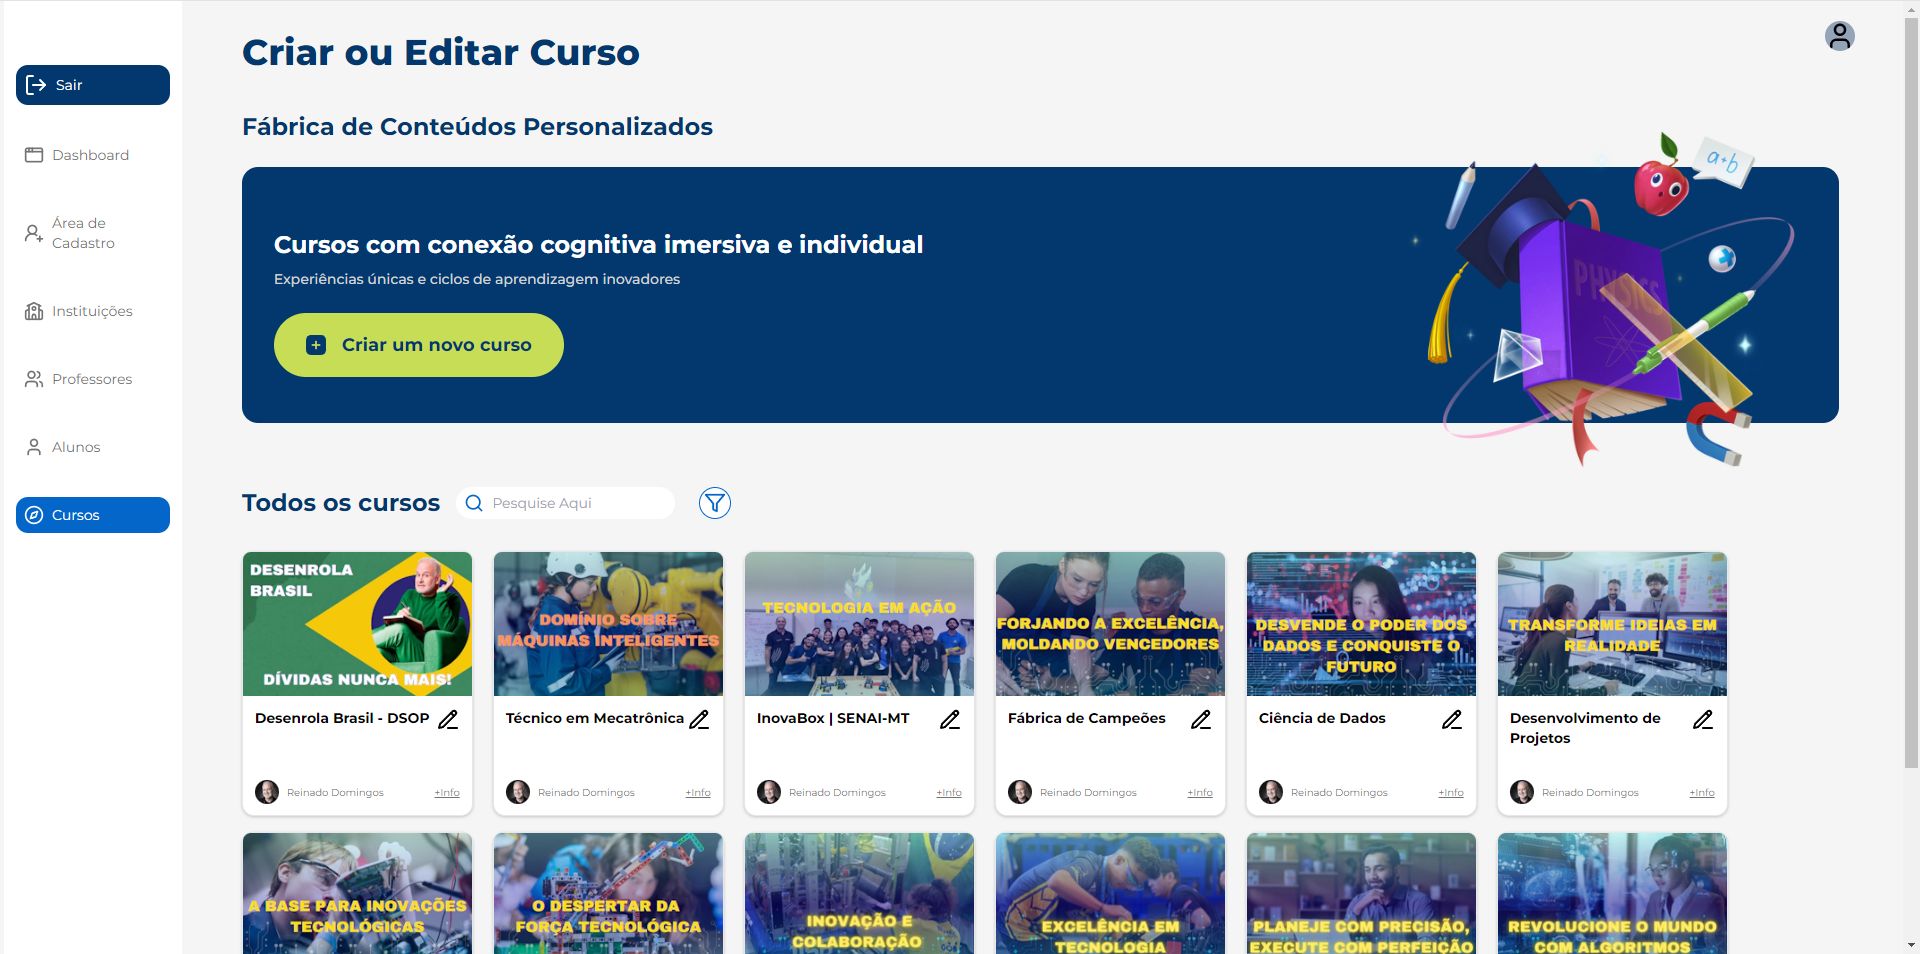 Criar ou Editar Curso
Sair
Fábrica de Conteúdos Personalizados
Dashboard
Área de
Cadastro
Instituições
Professores
Alunos
Cursos
Cursos com conexão cognitiva imersiva e individual
Experiências únicas e ciclos de aprendizagem inovadores
Criar um novo curso
a+b
PHYSICS
Todos os cursos
Pesquise Aqui
DESENROLA
BRASIL
DÍVIDAS NUNCA MAIS!
Desenrola Brasil - DSOP
Reinado Domingos
+Info
DOMÍNIO SOBRE
MÁQUINAS INTELIGENTES
Técnico em Mecatrônica
Reinado Domingos
+Info
TECNOLOGIA EM AÇÃO
InovaBox | SENAI-MT
Reinado Domingos
+Info
FORJANDO A EXCELÊNCIA,
MOLDANDO VENCEDORES
Fábrica de Campeões
Reinado Domingos
+Info
DESVENDE O PODER DOS
DADOS E CONQUISTE O
FUTURO
Ciência de Dados
Reinado Domingos
+Info
TRANSFORME IDEIAS EM
REALIDADE
Desenvolvimento de
Projetos
Reinado Domingos
+Info
A BASE PARA INOVAÇÕES
TECNOLÓGICAS
O DESPERTAR DA
FORÇA TECNOLÓGICA
INOVAÇÃO E
COLABORAÇÃO
EXCELÊNCIA EM
TECNOLOGIA
PLANEJE COM PRECISÃO,
EXECUTE COM PERFEIÇÃO
REVOLUCIONE O MUNDO
COM ALGORITMOS